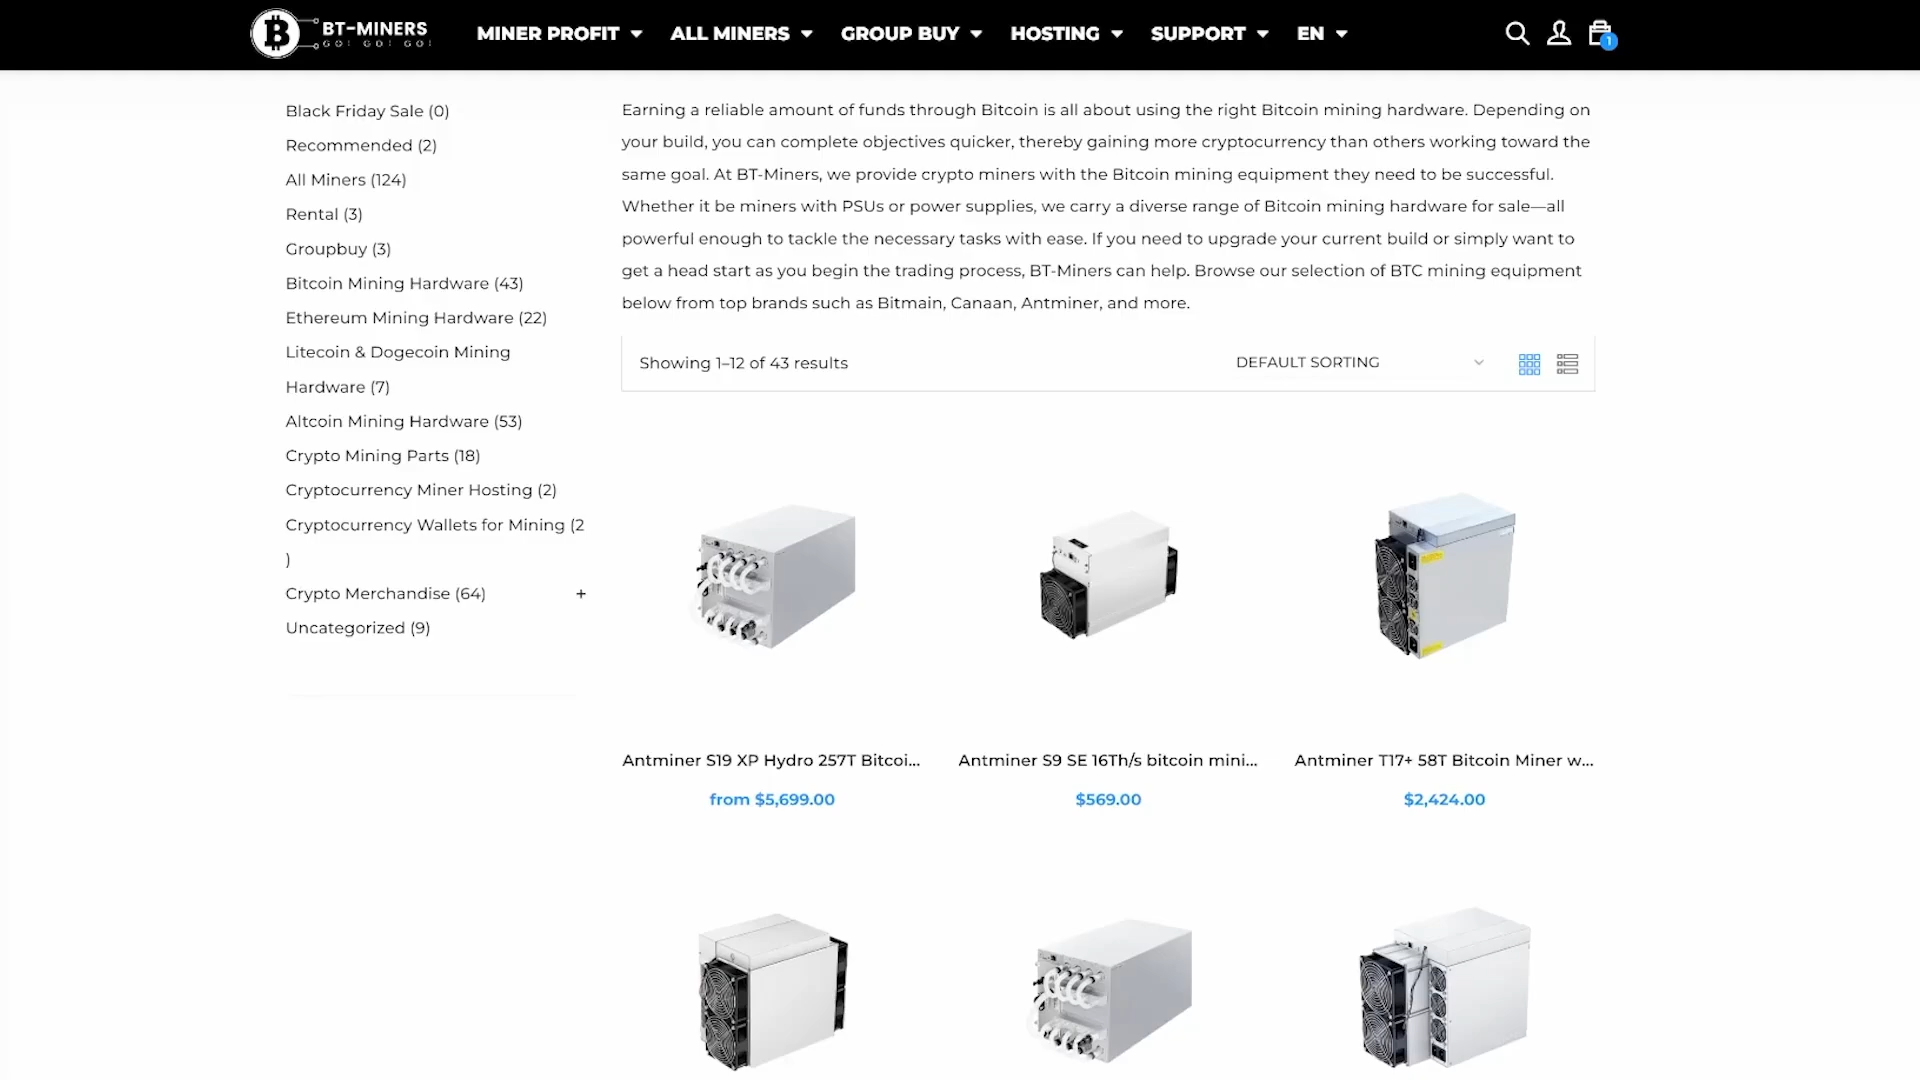 BT-MINERS
GO! GO! GO!
MINER PROFIT
ALL MINERS
GROUP BUY
HOSTING
SUPPORT
EN
1
Black Friday Sale (0)
Recommended (2)
All Miners (124)
Rental (3)
Groupbuy (3)
Bitcoin Mining Hardware (43)
Ethereum Mining Hardware (22)
Litecoin & Dogecoin Mining
Hardware (7)
Altcoin Mining Hardware (53)
Crypto Mining Parts (18)
Cryptocurrency Miner Hosting (2)
Cryptocurrency Wallets for Mining (2
)
Crypto Merchandise (64) +
Uncategorized (9)
Earning a reliable amount of funds through Bitcoin is all about using the right Bitcoin mining hardware. Depending on
your build, you can complete objectives quicker, thereby gaining more cryptocurrency than others working toward the
same goal. At BT-Miners, we provide crypto miners with the Bitcoin mining equipment they need to be successful.
Whether it be miners with PSUs or power supplies, we carry a diverse range of Bitcoin mining hardware for sale—all
powerful enough to tackle the necessary tasks with ease. If you need to upgrade your current build or simply want to
get a head start as you begin the trading process, BT-Miners can help. Browse our selection of BTC mining equipment
below from top brands such as Bitmain, Canaan, Antminer, and more.
Showing 1–12 of 43 results
DEFAULT SORTING
Antminer S19 XP Hydro 257T Bitcoi...
from $5,699.00
Antminer S9 SE 16Th/s bitcoin mini...
$569.00
Antminer T17+ 58T Bitcoin Miner w...
$2,424.00